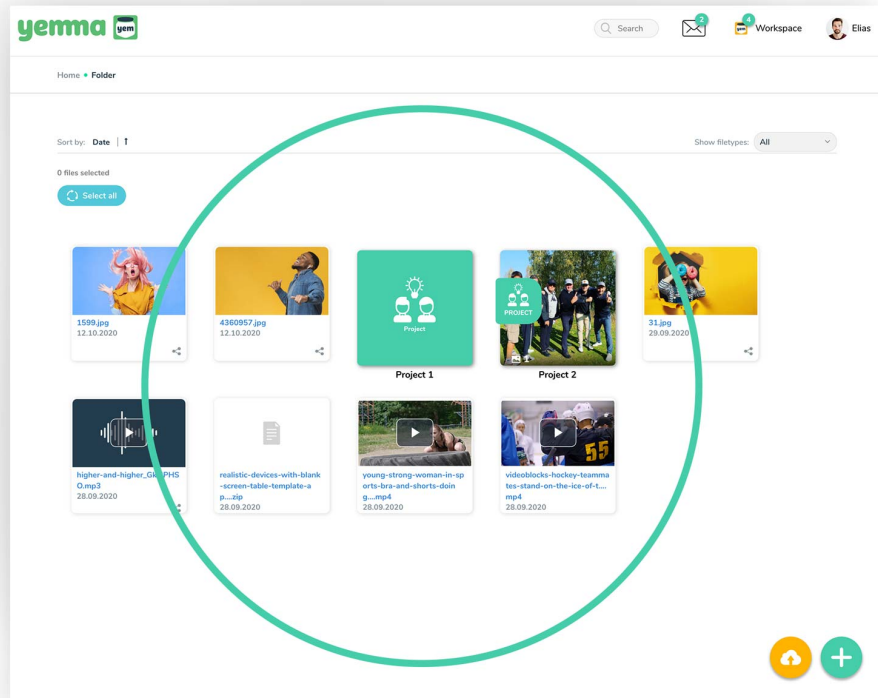 yemma yem
Search
2
4
yem
Workspace
Elias
Home • Folder
Sort by: Date
Show filetypes: All
0 files selected
Select all
1599.jpg
12.10.2020
4360957.jpg
12.10.2020
Project
Project 1
PROJECT
1
Project 2
31.jpg
29.09.2020
higher-and-higher_GkAPHS
O.mp3
28.09.2020
realistic-devices-with-blank
-screen-table-template-a
p....zip
28.09.2020
young-strong-woman-in-sp
orts-bra-and-shorts-doin
g....mp4
28.09.2020
55
videoblocks-hockey-teamma
tes-stand-on-the-ice-of-t....
mp4
28.09.2020